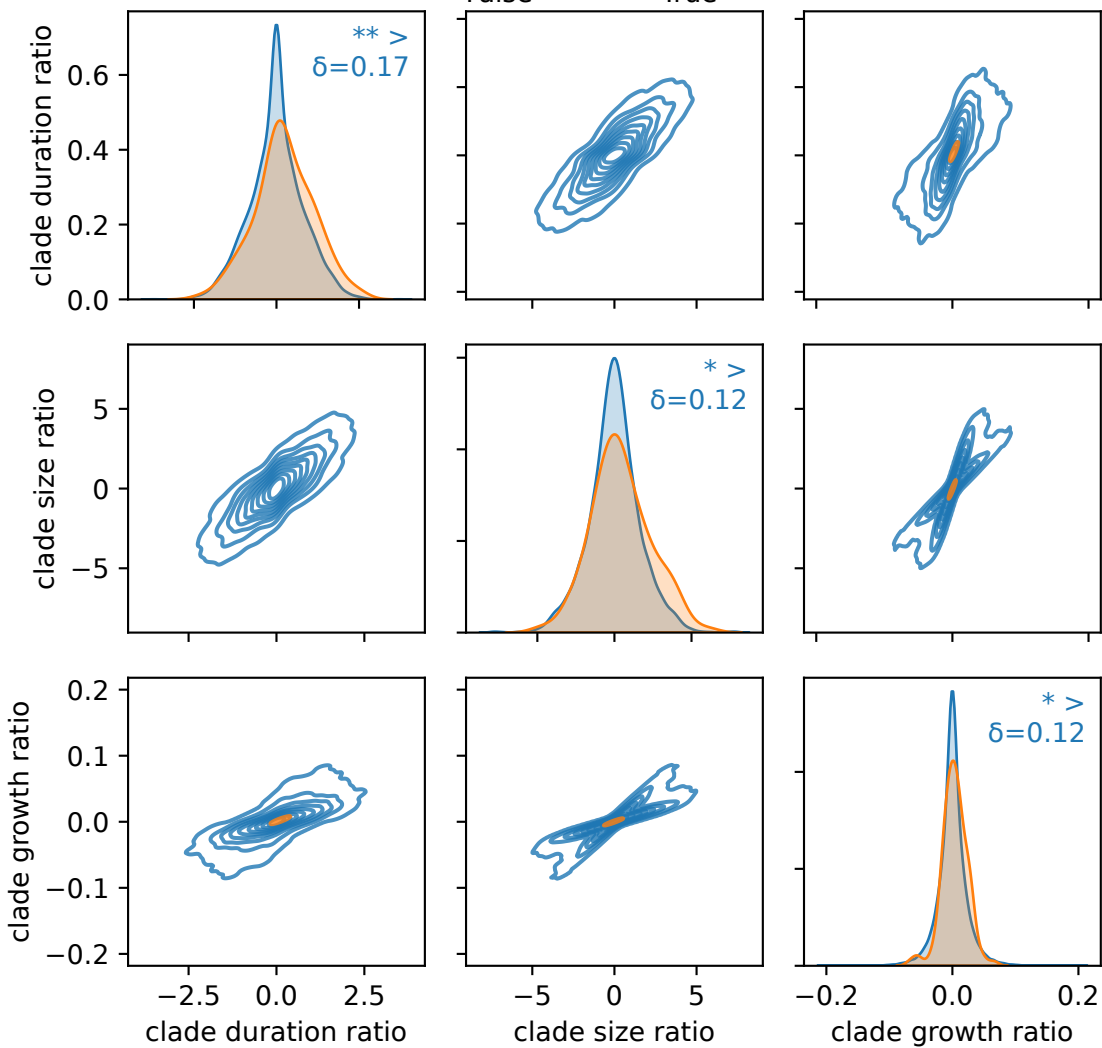 0.6
0.4
0.2
0.0
clade duration ratio
** >
δ=0.17
5
0
−5
clade size ratio
* >
δ=0.12
0.2
0.1
0.0
−0.1
−0.2
clade growth ratio
* >
δ=0.12
−2.5 0.0 2.5
−5 0 5
−0.2 0.0 0.2
clade duration ratio
clade size ratio
clade growth ratio